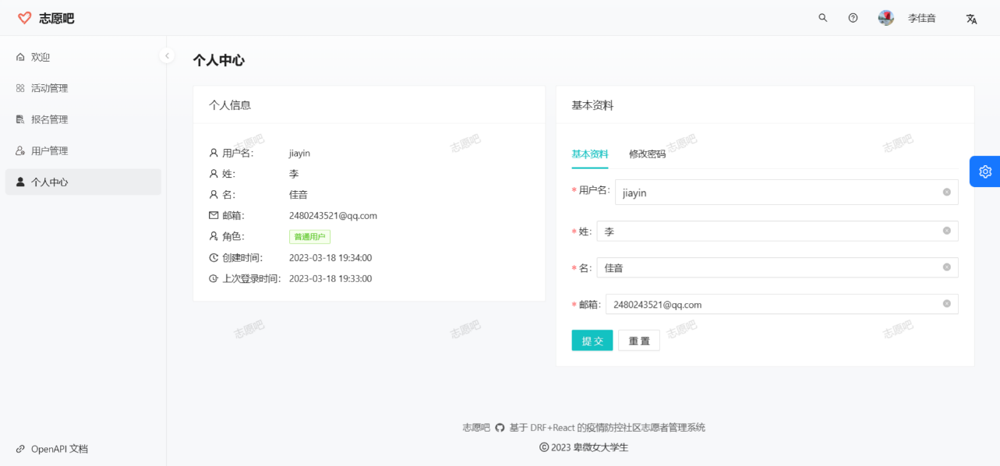 志愿吧
李佳音
欢迎
活动管理
报名管理
用户管理
个人中心
OpenAPI 文档
个人中心
个人信息
用户名： jiayin
姓： 李
名： 佳音
邮箱： 2480243521@qq.com
角色： 普通用户
创建时间： 2023-03-18 19:34:00
上次登录时间： 2023-03-18 19:33:00
基本资料
基本资料 修改密码
* 用户名： jiayin
* 姓： 李
* 名： 佳音
* 邮箱： 2480243521@qq.com
提 交 重 置
志愿吧 志愿吧 志愿吧 志愿吧
志愿吧 志愿吧 志愿吧 志愿吧
志愿吧 基于 DRF+React 的疫情防控社区志愿者管理系统
© 2023 卑微女大学生